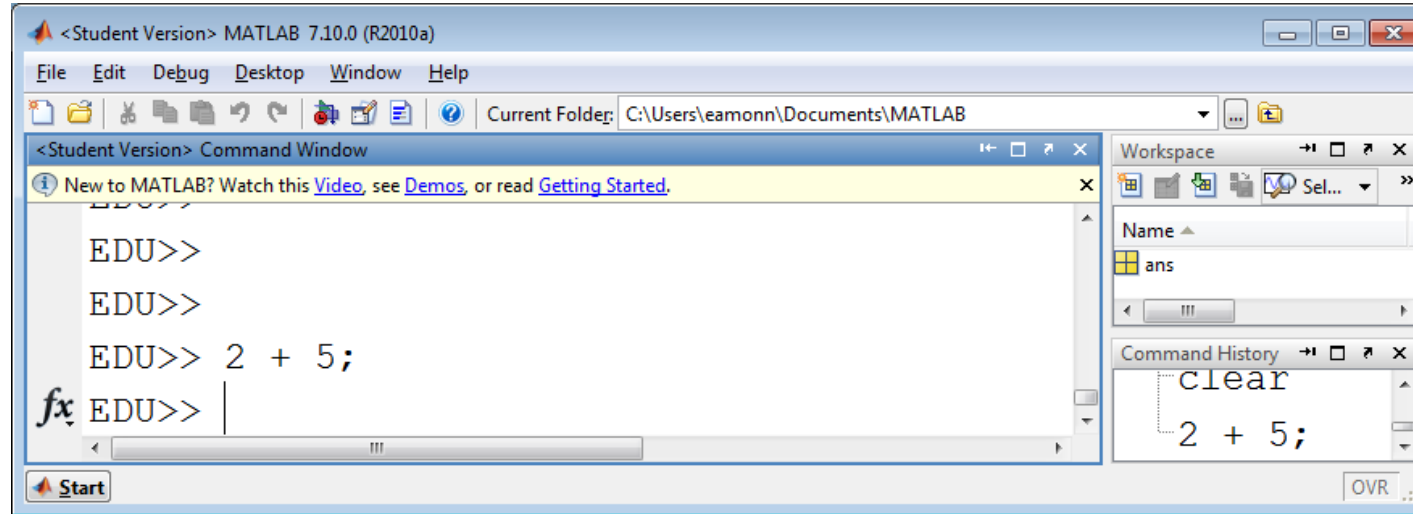 <Student Version> MATLAB 7.10.0 (R2010a)
File Edit Debug Desktop Window Help
Current Folder: C:\Users\eamonn\Documents\MATLAB
<Student Version> Command Window
New to MATLAB? Watch this Video, see Demos, or read Getting Started.
EDU>>
EDU>>
EDU>>
EDU>> 2 + 5;
fx EDU>>
Workspace
Sel...
Name
ans
Command History
clear
2 + 5;
Start
OVR